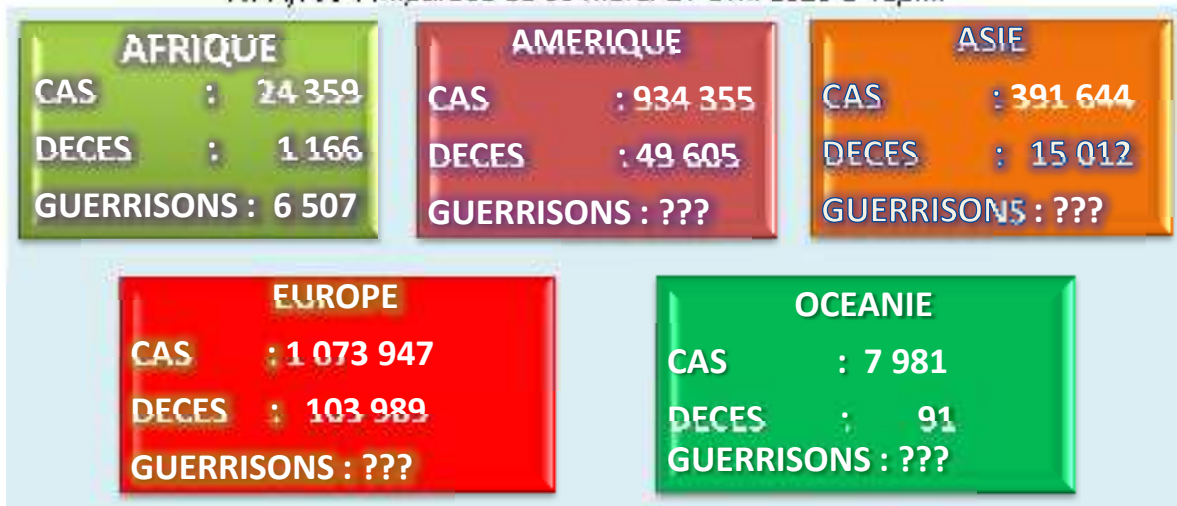 AFRIQUE
CAS : 24 359
DECES : 1 166
GUERRISONS : 6 507
AMERIQUE
CAS : 934 355
DECES : 49 605
GUERRISONS : ???
ASIE
CAS : 391 644
DECES : 15 012
GUERRISONS : ???
EUROPE
CAS : 1 073 947
DECES : 103 989
GUERRISONS : ???
OCEANIE
CAS : 7 981
DECES : 91
GUERRISONS : ???